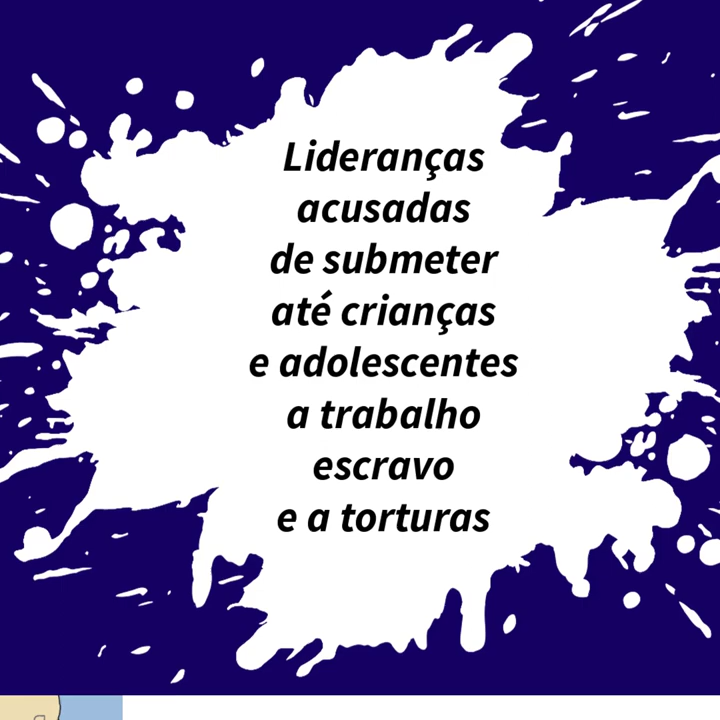 Lideranças
acusadas
de submeter
até crianças
e adolescentes
a trabalho
escravo
e a torturas